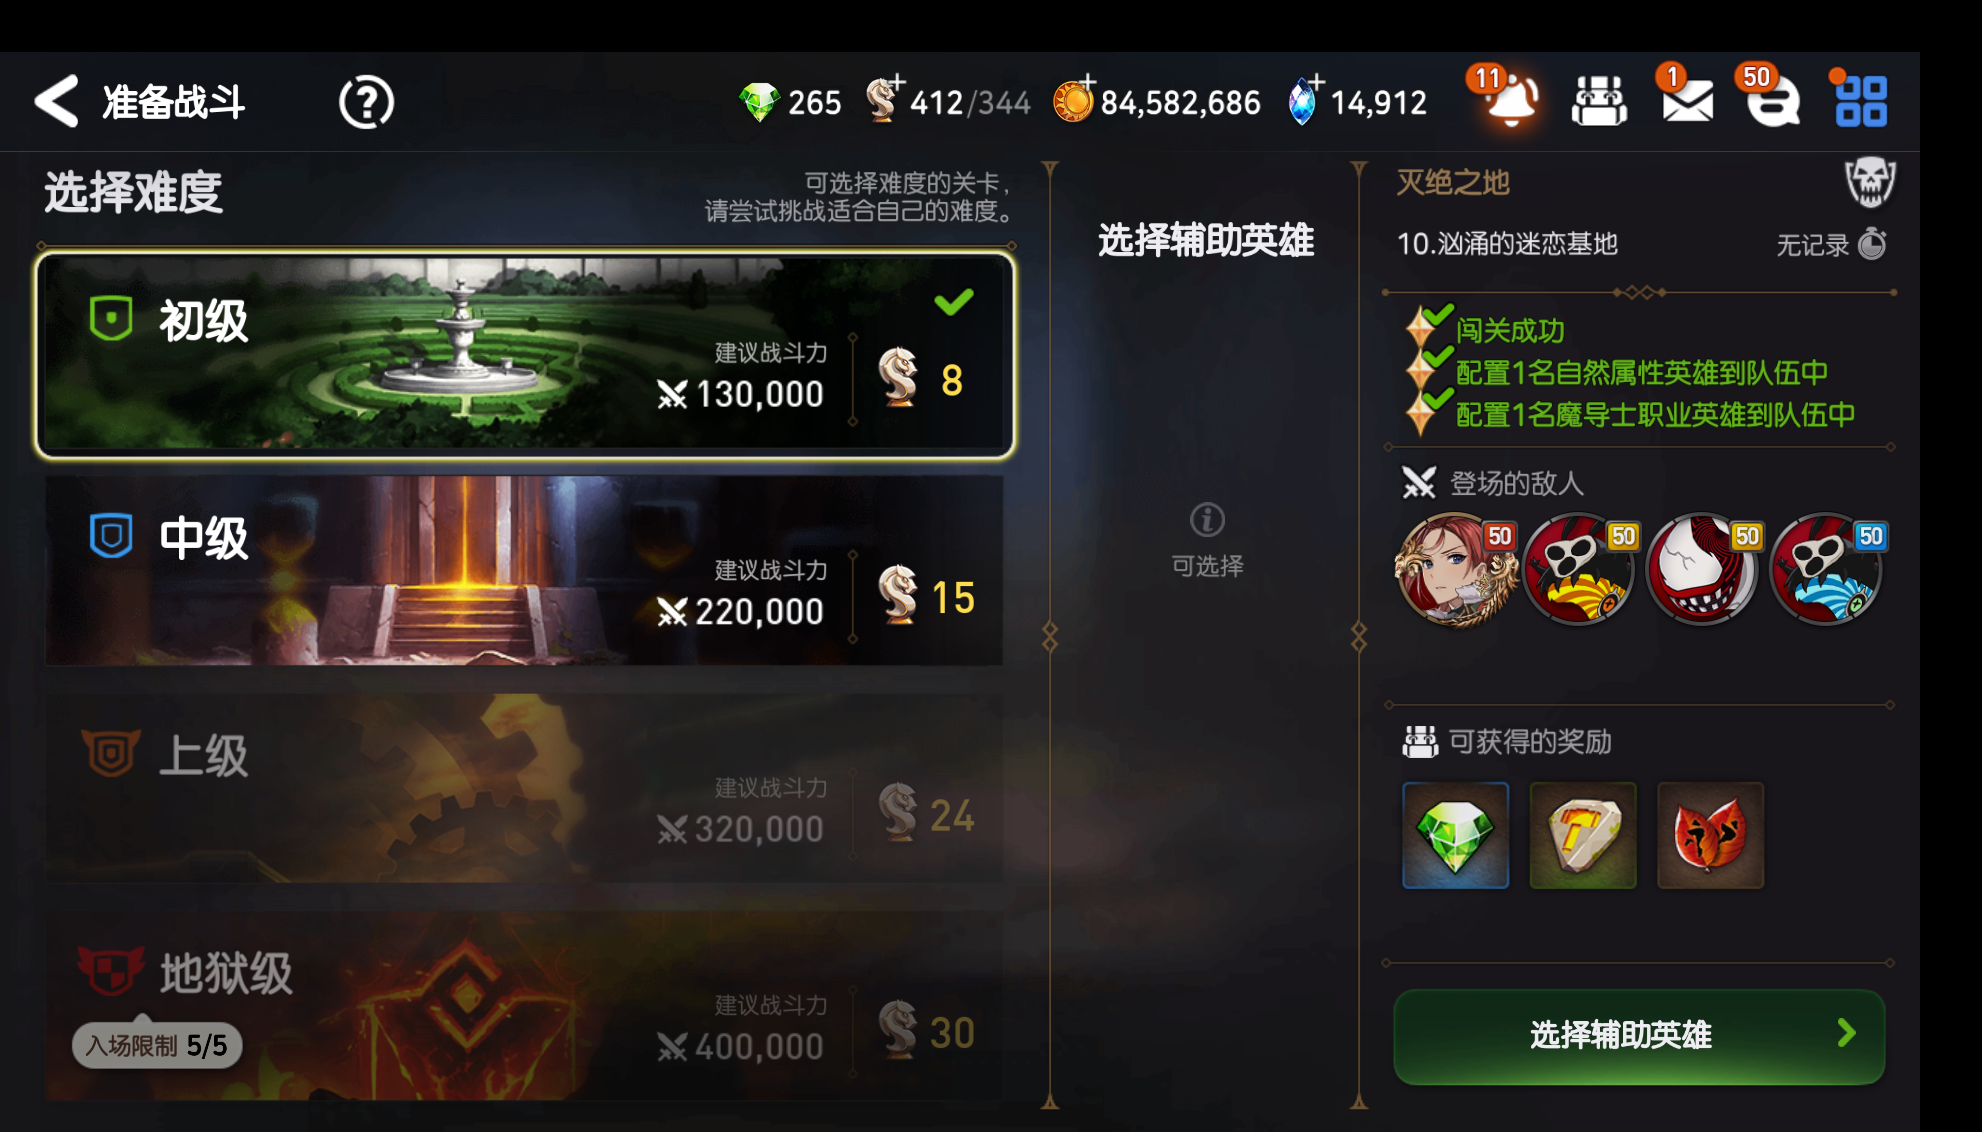 准备战斗
265
412/344
84,582,686
14,912
11
1
50
选择难度
可选择难度的关卡,
请尝试挑战适合自己的难度。
初级
建议战斗力
130,000
8
中级
建议战斗力
220,000
15
上级
建议战斗力
320,000
24
地狱级
入场限制 5/5
建议战斗力
400,000
30
选择辅助英雄
可选择
灭绝之地
10.汹涌的迷恋基地
无记录
闯关成功
配置1名自然属性英雄到队伍中
配置1名魔导士职业英雄到队伍中
登场的敌人
50
50
50
50
可获得的奖励
选择辅助英雄